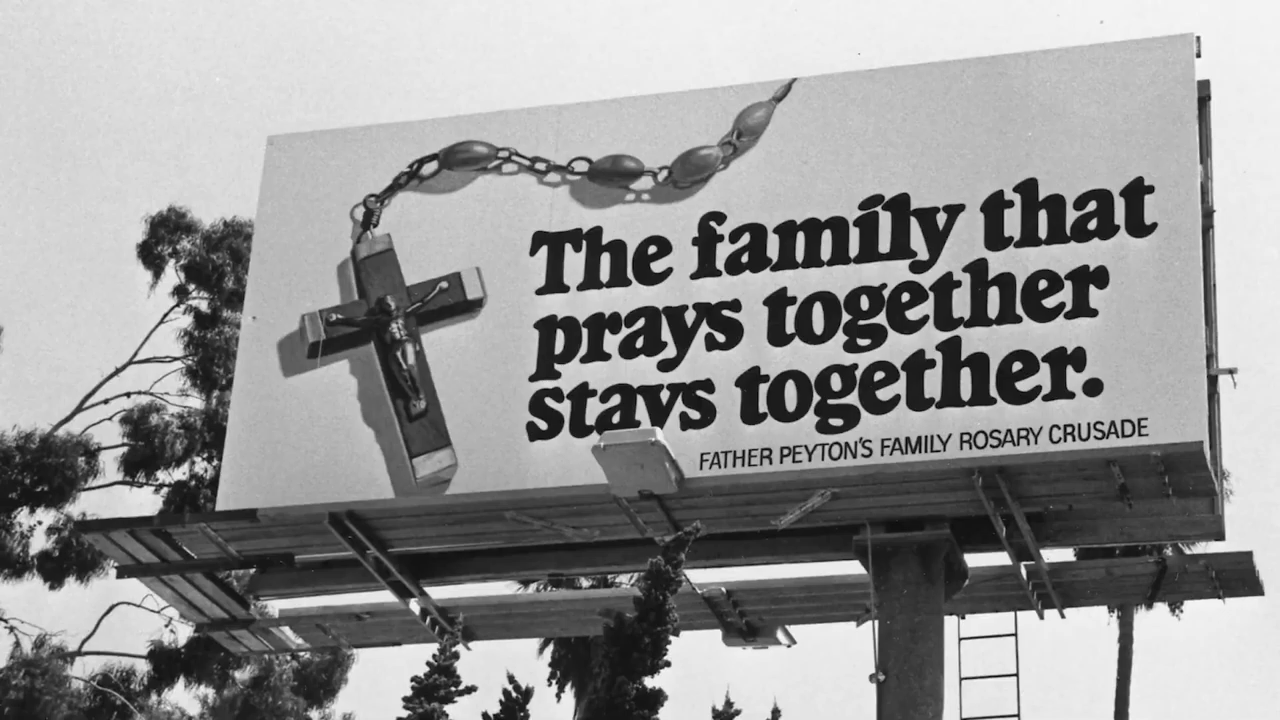 The family that
prays together
stays together.
FATHER PEYTON'S FAMILY ROSARY CRUSADE